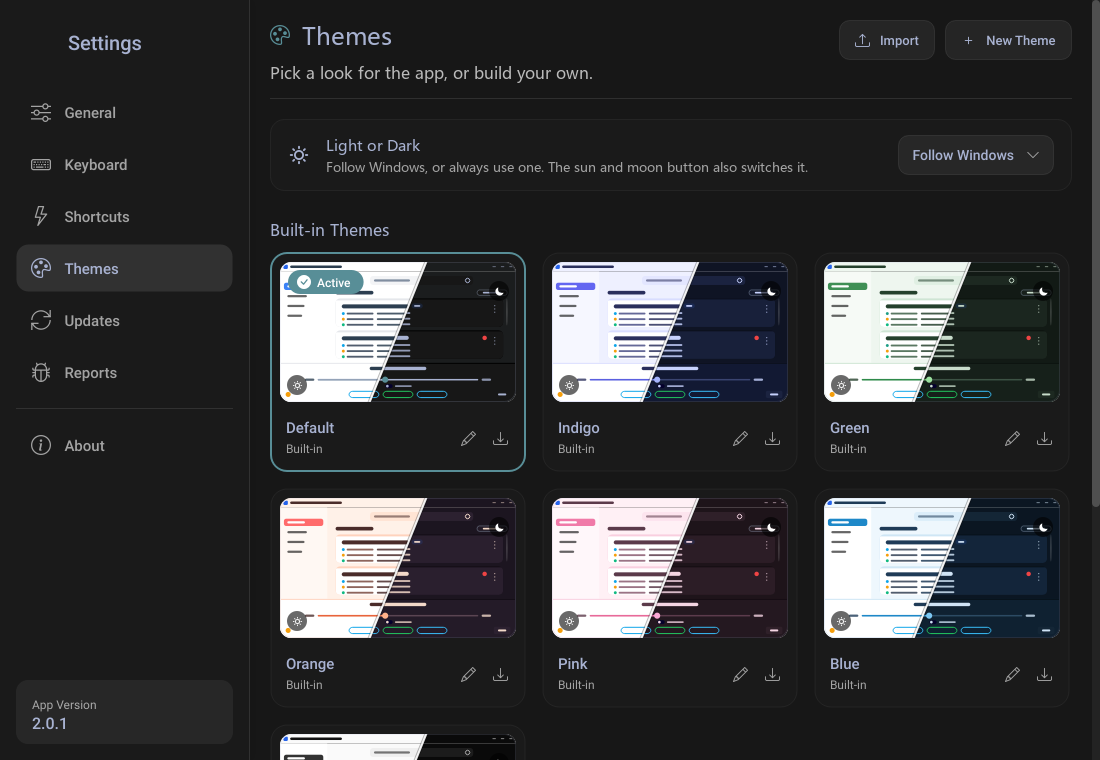 Settings
General
Keyboard
Shortcuts
Themes
Updates
Reports
About
App Version
2.0.1
Themes
Pick a look for the app, or build your own.
Import
New Theme
Light or Dark
Follow Windows, or always use one. The sun and moon button also switches it.
Follow Windows
Built-in Themes
Active
Default
Built-in
Indigo
Built-in
Green
Built-in
Orange
Built-in
Pink
Built-in
Blue
Built-in